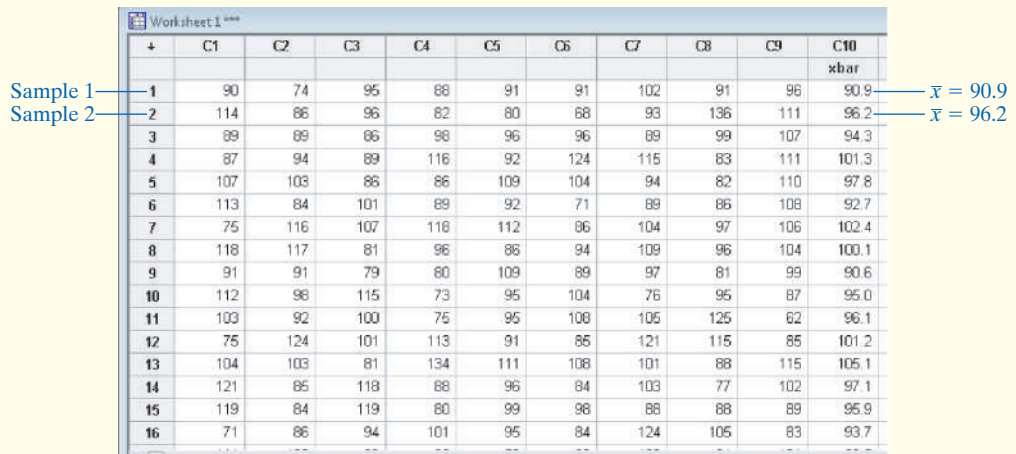 Worksheet 1 ***
+ C1 C2 C3 C4 C5 C6 C7 C8 C9 C10
xbar
Sample 1 1 90 74 95 88 91 91 102 91 96 90.9 x̄ = 90.9
Sample 2 2 114 86 96 82 80 68 93 136 111 96.2 x̄ = 96.2
3 89 89 86 98 96 96 89 99 107 94.3
4 87 94 89 116 92 124 115 83 111 101.3
5 107 103 86 86 109 104 94 82 110 97.8
6 113 84 101 89 92 71 89 86 108 92.7
7 75 116 107 118 112 86 104 97 106 102.4
8 118 117 81 96 86 94 109 96 104 100.1
9 91 91 79 80 109 89 97 81 99 90.6
10 112 98 115 73 95 104 76 95 87 95.0
11 103 92 100 75 95 108 105 125 62 96.1
12 75 124 101 113 91 85 121 115 85 101.2
13 104 103 81 134 111 108 101 88 115 105.1
14 121 85 118 88 96 84 103 77 102 97.1
15 119 84 119 80 99 98 88 88 89 95.9
16 71 86 94 101 95 84 124 105 83 93.7